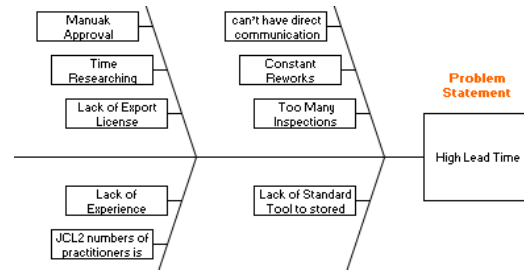 Manuak
Approval
can't have direct
communication
Time
Researching
Constant
Reworks
Problem
Statement
Lack of Export
License
Too Many
Inspections
High Lead Time
Lack of
Experience
Lack of Standard
Tool to stored
JCL2 numbers of
practitioners is